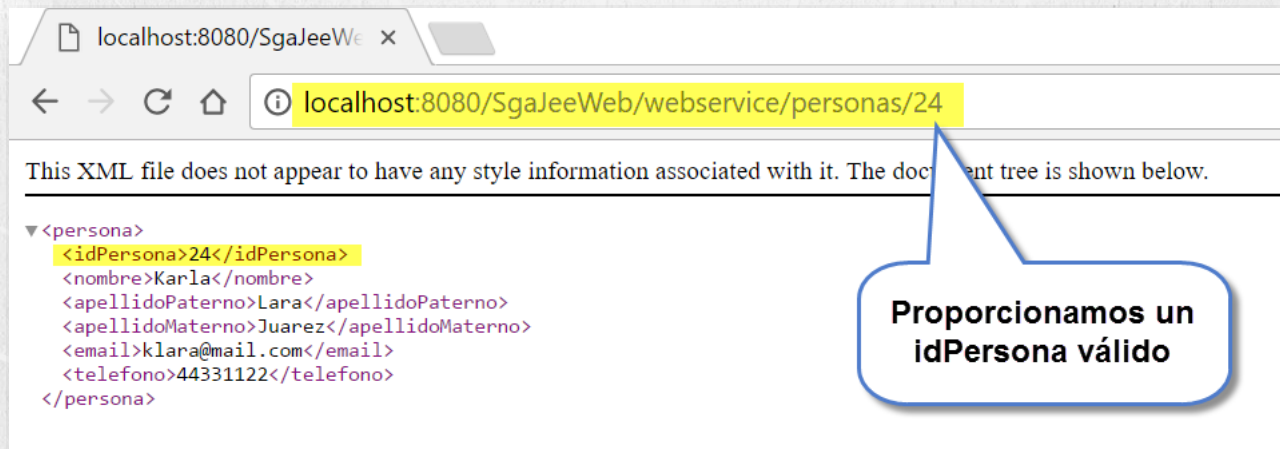 localhost:8080/SgaJeeWe
localhost:8080/SgaJeeWeb/webservice/personas/24
This XML file does not appear to have any style information associated with it. The document tree is shown below.
▼<persona>
<idPersona>24</idPersona>
<nombre>Karla</nombre>
<apellidoPaterno>Lara</apellidoPaterno>
<apellidoMaterno>Juarez</apellidoMaterno>
<email>klara@mail.com</email>
<telefono>44331122</telefono>
</persona>
Proporcionamos un
idPersona válido